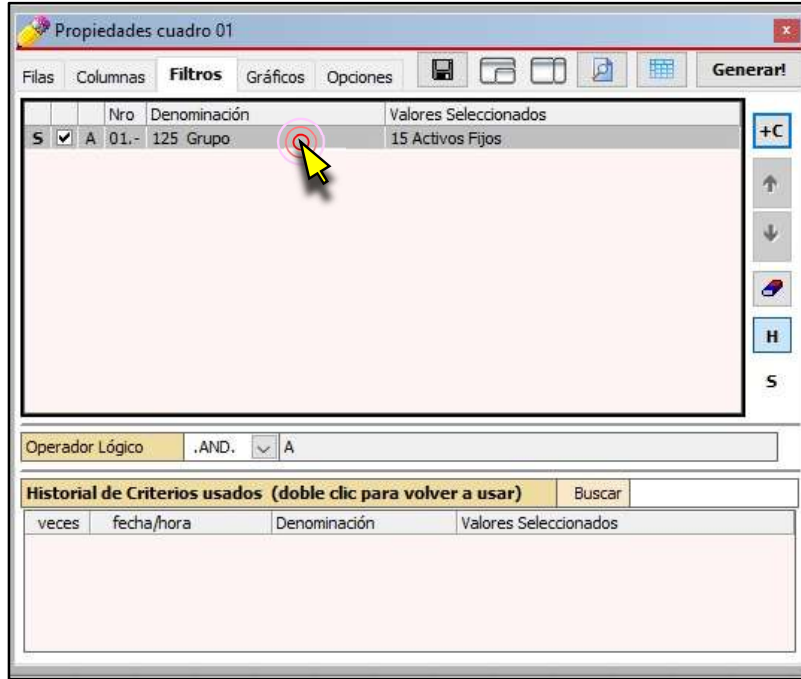 Propiedades cuadro 01
x
Filas Columnas Filtros Gráficos Opciones Generar!
Nro Denominación Valores Seleccionados
S A 01.- 125 Grupo 15 Activos Fijos
+C
H
S
Operador Lógico .AND. A
Historial de Criterios usados (doble clic para volver a usar) Buscar
veces fecha/hora Denominación Valores Seleccionados